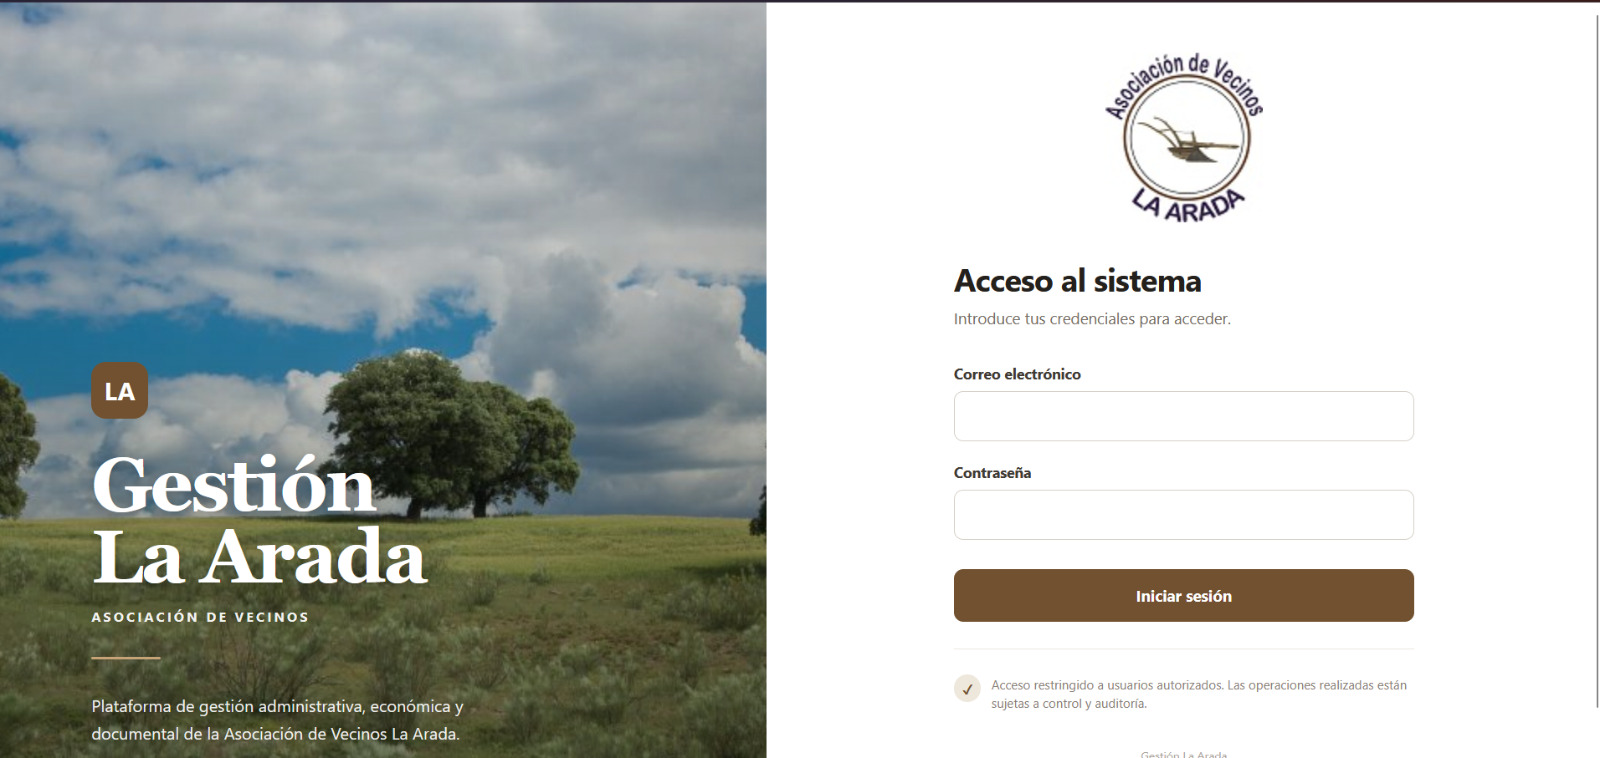 LA
Gestión
La Arada
ASOCIACIÓN DE VECINOS
Plataforma de gestión administrativa, económica y
documental de la Asociación de Vecinos La Arada.
Asociación de Vecinos
LA ARADA
Acceso al sistema
Introduce tus credenciales para acceder.
Correo electrónico
Contraseña
Iniciar sesión
Acceso restringido a usuarios autorizados. Las operaciones realizadas están
sujetas a control y auditoría.
Gestión La Arada